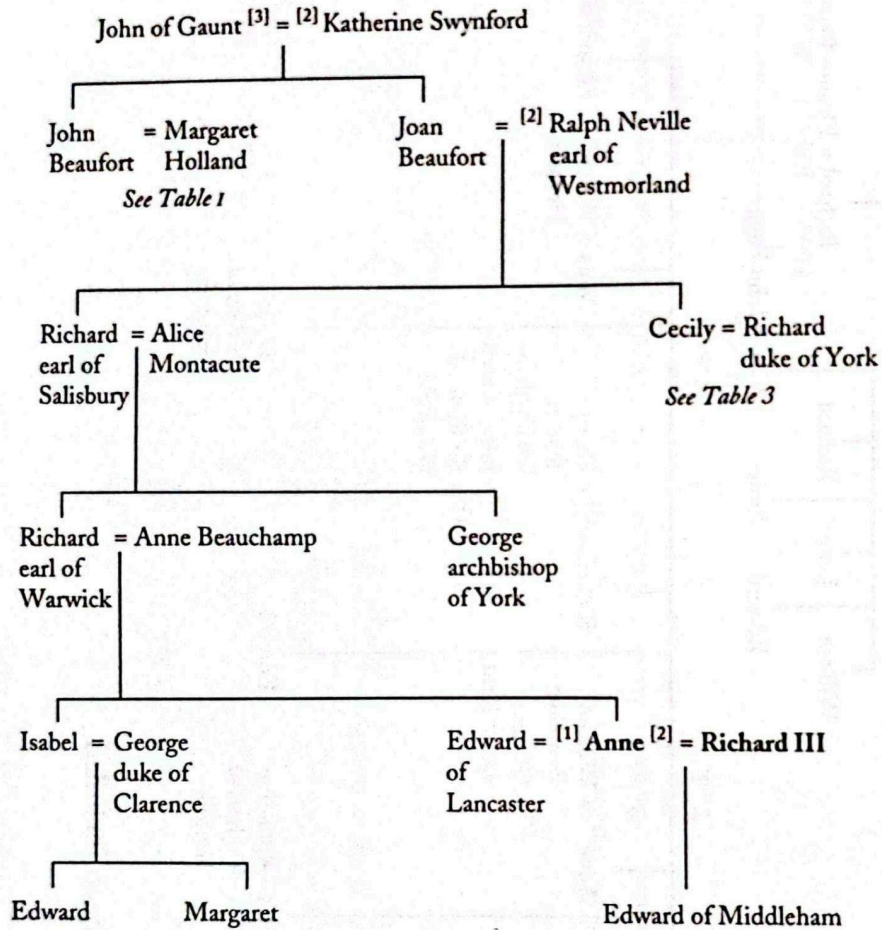 John of Gaunt [3] = [2] Katherine Swynford
John = Margaret
Beaufort Holland
See Table 1
Joan = [2] Ralph Neville
Beaufort earl of
Westmorland
Richard = Alice
earl of Montacute
Salisbury
Cecily = Richard
duke of York
See Table 3
Richard = Anne Beauchamp
earl of
Warwick
George
archbishop
of York
Isabel = George
duke of
Clarence
Edward = [1] Anne [2] = Richard III
of
Lancaster
Edward Margaret Edward of Middleham